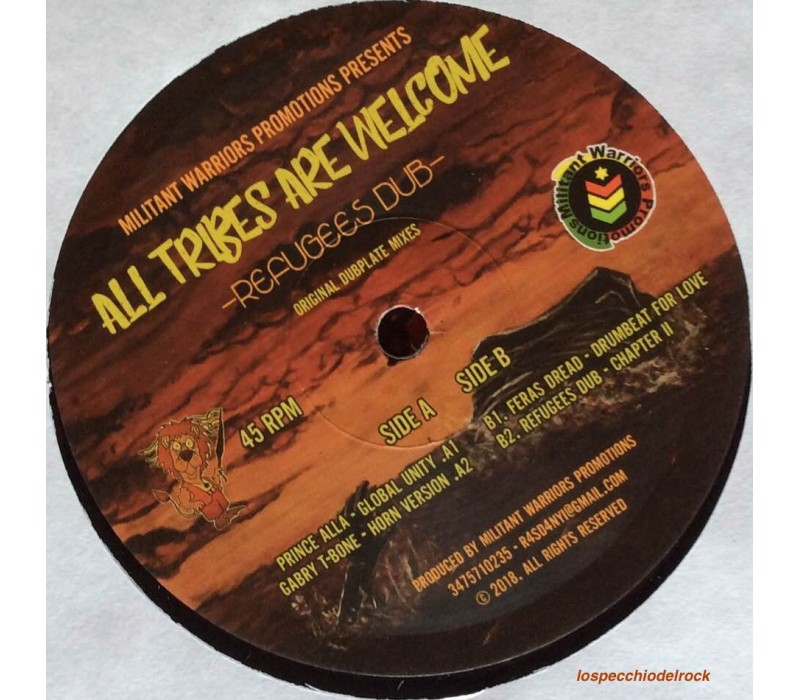 MILITANT WARRIORS PROMOTIONS PRESENTS
ALL TRIBES ARE WELCOME
-REFUGEES DUB-
ORIGINAL DUBPLATE MIXES
Militant Warriors Promotions
45 RPM
SIDE A
PRINCE ALLA - GLOBAL UNITY .A1
GABRY T-BONE - HORN VERSION .A2
SIDE B
B1. FERAS DREAD - DRUMBEAT FOR LOVE
B2. REFUGEES DUB - CHAPTER II
PRODUCED BY MILITANT WARRIORS PROMOTIONS
3475710235 - R4SD4NY1@GMAIL.COM
© 2018. ALL RIGHTS RESERVED
lospecchiodelrock